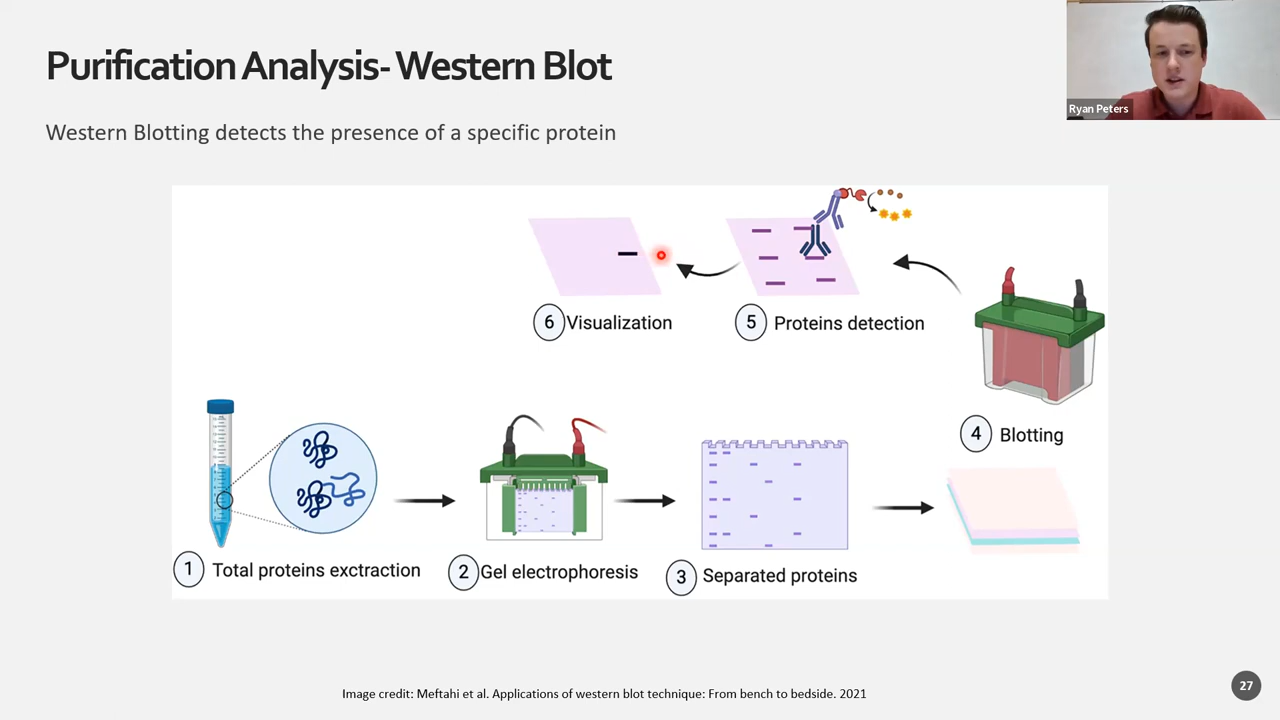 Purification Analysis- Western Blot
Ryan Peters
Western Blotting detects the presence of a specific protein
6 Visualization
5 Proteins detection
4 Blotting
1 Total proteins exctraction
2 Gel electrophoresis
3 Separated proteins
Image credit: Meftahi et al. Applications of western blot technique: From bench to bedside. 2021
27